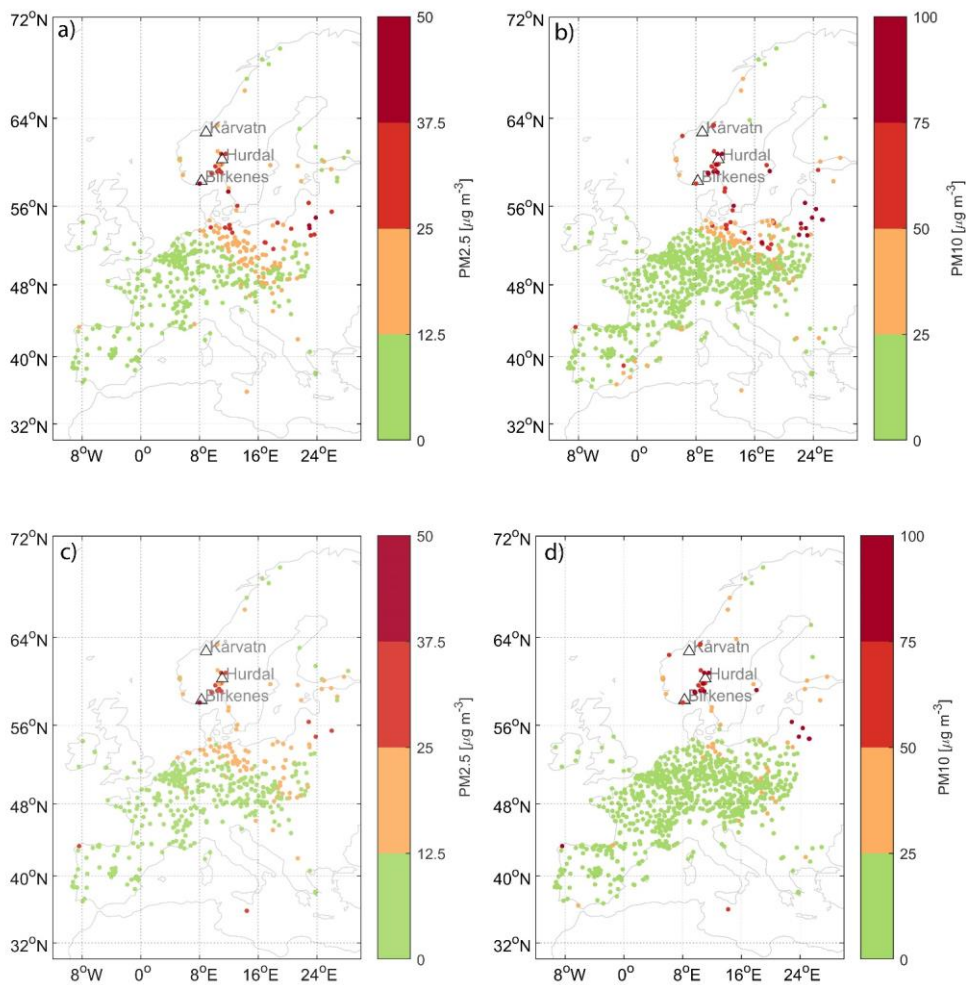 a)
72°N
64°N
56°N
48°N
40°N
32°N
8°W
0°
8°E
16°E
24°E
Kårvatn
Hurdal
Birkenes
50
37.5
25
12.5
0
PM2.5 [µg m⁻³]
b)
72°N
64°N
56°N
48°N
40°N
32°N
8°W
0°
8°E
16°E
24°E
Kårvatn
Hurdal
Birkenes
100
75
50
25
0
PM10 [µg m⁻³]
c)
72°N
64°N
56°N
48°N
40°N
32°N
8°W
0°
8°E
16°E
24°E
Kårvatn
Hurdal
Birkenes
50
37.5
25
12.5
0
PM2.5 [µg m⁻³]
d)
72°N
64°N
56°N
48°N
40°N
32°N
8°W
0°
8°E
16°E
24°E
Kårvatn
Hurdal
Birkenes
100
75
50
25
0
PM10 [µg m⁻³]